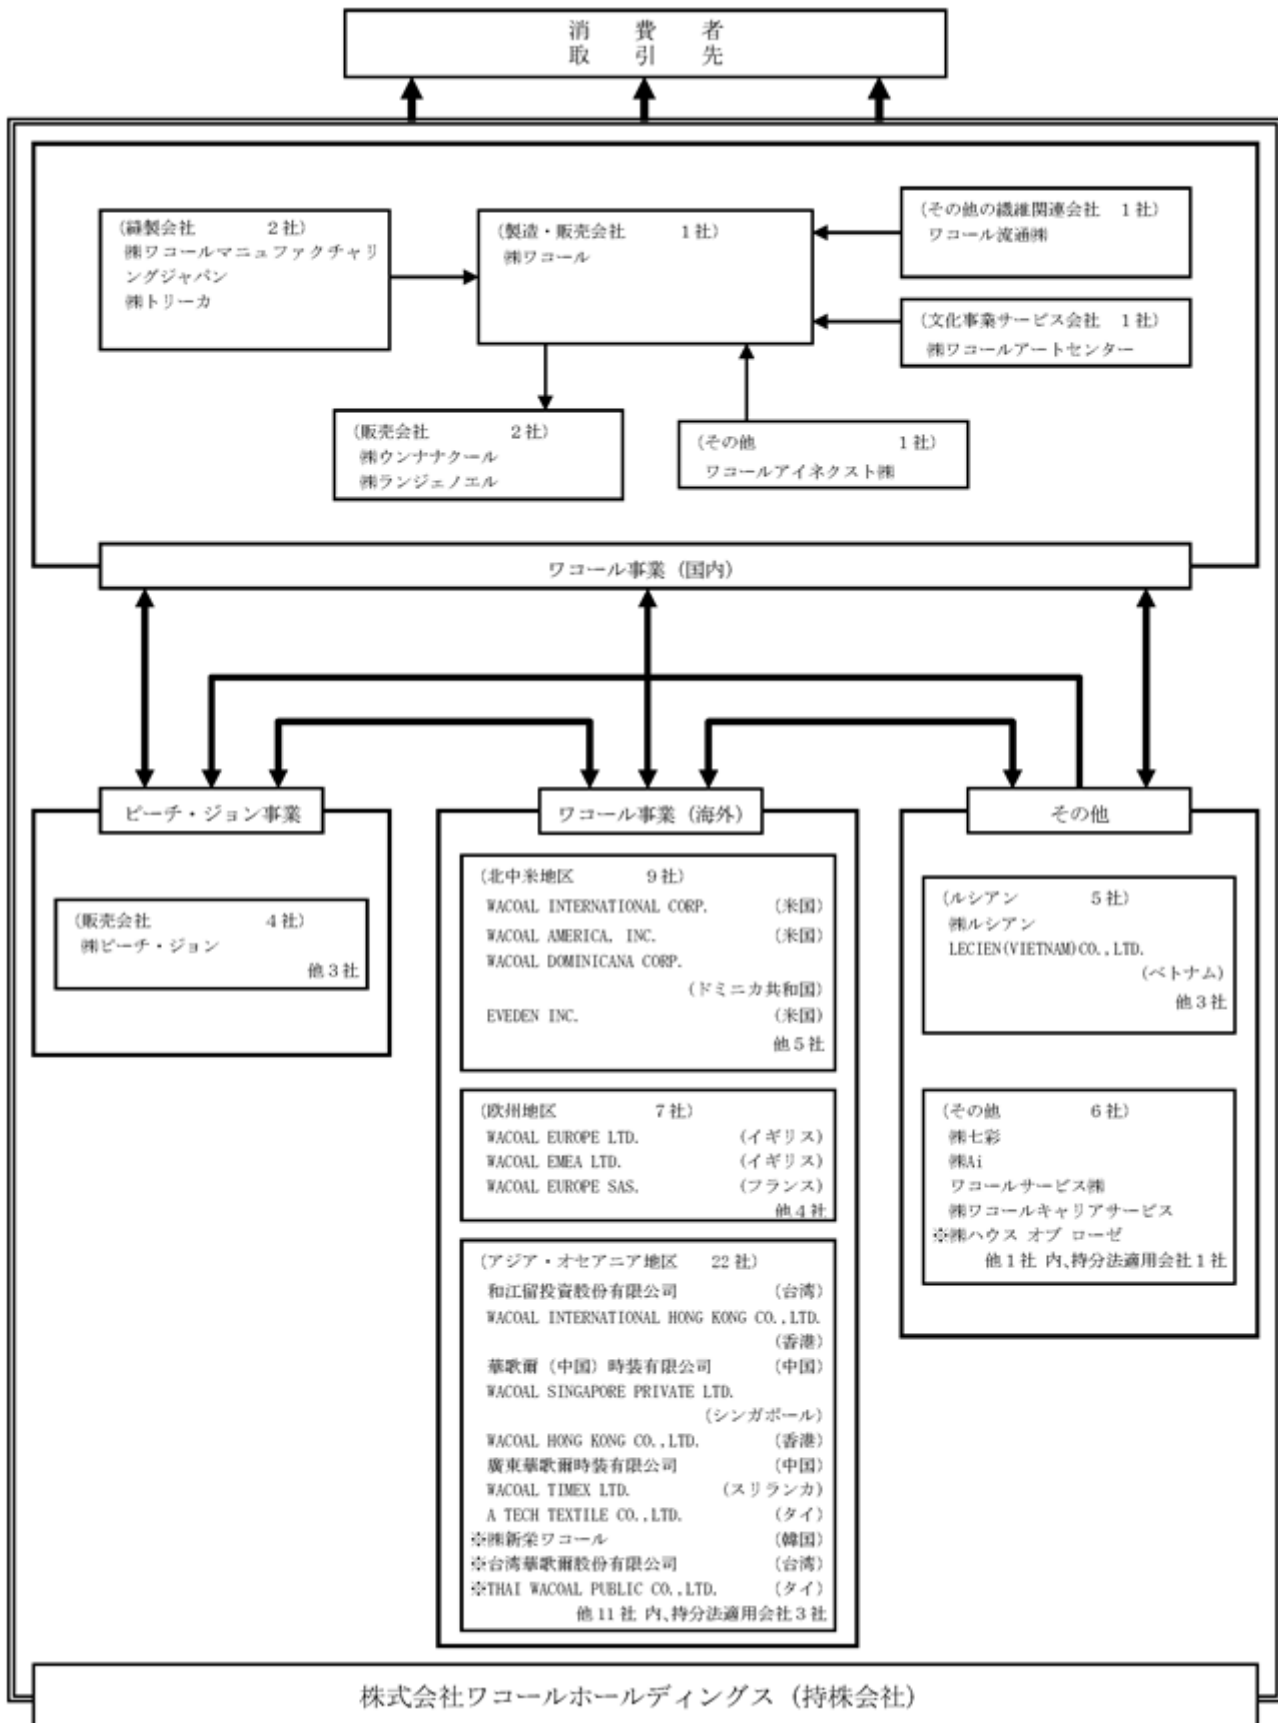 消費者
取引先
(縫製会社 2社)
㈱ワコールマニュファクチャリ
ングジャパン
㈱トリーカ
(製造・販売会社 1社)
㈱ワコール
(その他の繊維関連会社 1社)
ワコール流通㈱
(文化事業サービス会社 1社)
㈱ワコールアートセンター
(販売会社 2社)
㈱ウンナナクール
㈱ランジェノエル
(その他 1社)
ワコールアイネクスト㈱
ワコール事業(国内)
ピーチ・ジョン事業
(販売会社 4社)
㈱ピーチ・ジョン
他3社
ワコール事業(海外)
(北中米地区 9社)
WACOAL INTERNATIONAL CORP. (米国)
WACOAL AMERICA, INC. (米国)
WACOAL DOMINICANA CORP.
(ドミニカ共和国)
EVEDEN INC. (米国)
他5社
(欧州地区 7社)
WACOAL EUROPE LTD. (イギリス)
WACOAL EMEA LTD. (イギリス)
WACOAL EUROPE SAS. (フランス)
他4社
(アジア・オセアニア地区 22社)
和江留投資股份有限公司 (台湾)
WACOAL INTERNATIONAL HONG KONG CO.,LTD.
(香港)
華歌爾(中国)時装有限公司 (中国)
WACOAL SINGAPORE PRIVATE LTD.
(シンガポール)
WACOAL HONG KONG CO.,LTD. (香港)
廣東華歌爾時装有限公司 (中国)
WACOAL TIMEX LTD. (スリランカ)
A TECH TEXTILE CO.,LTD. (タイ)
※㈱新栄ワコール (韓国)
※台湾華歌爾股份有限公司 (台湾)
※THAI WACOAL PUBLIC CO.,LTD. (タイ)
他11社 内、持分法適用会社3社
その他
(ルシアン 5社)
㈱ルシアン
LECIEN(VIETNAM)CO.,LTD.
(ベトナム)
他3社
(その他 6社)
㈱七彩
㈱Ai
ワコールサービス㈱
㈱ワコールキャリアサービス
※㈱ハウス オブ ローゼ
他1社 内、持分法適用会社1社
株式会社ワコールホールディングス(持株会社)